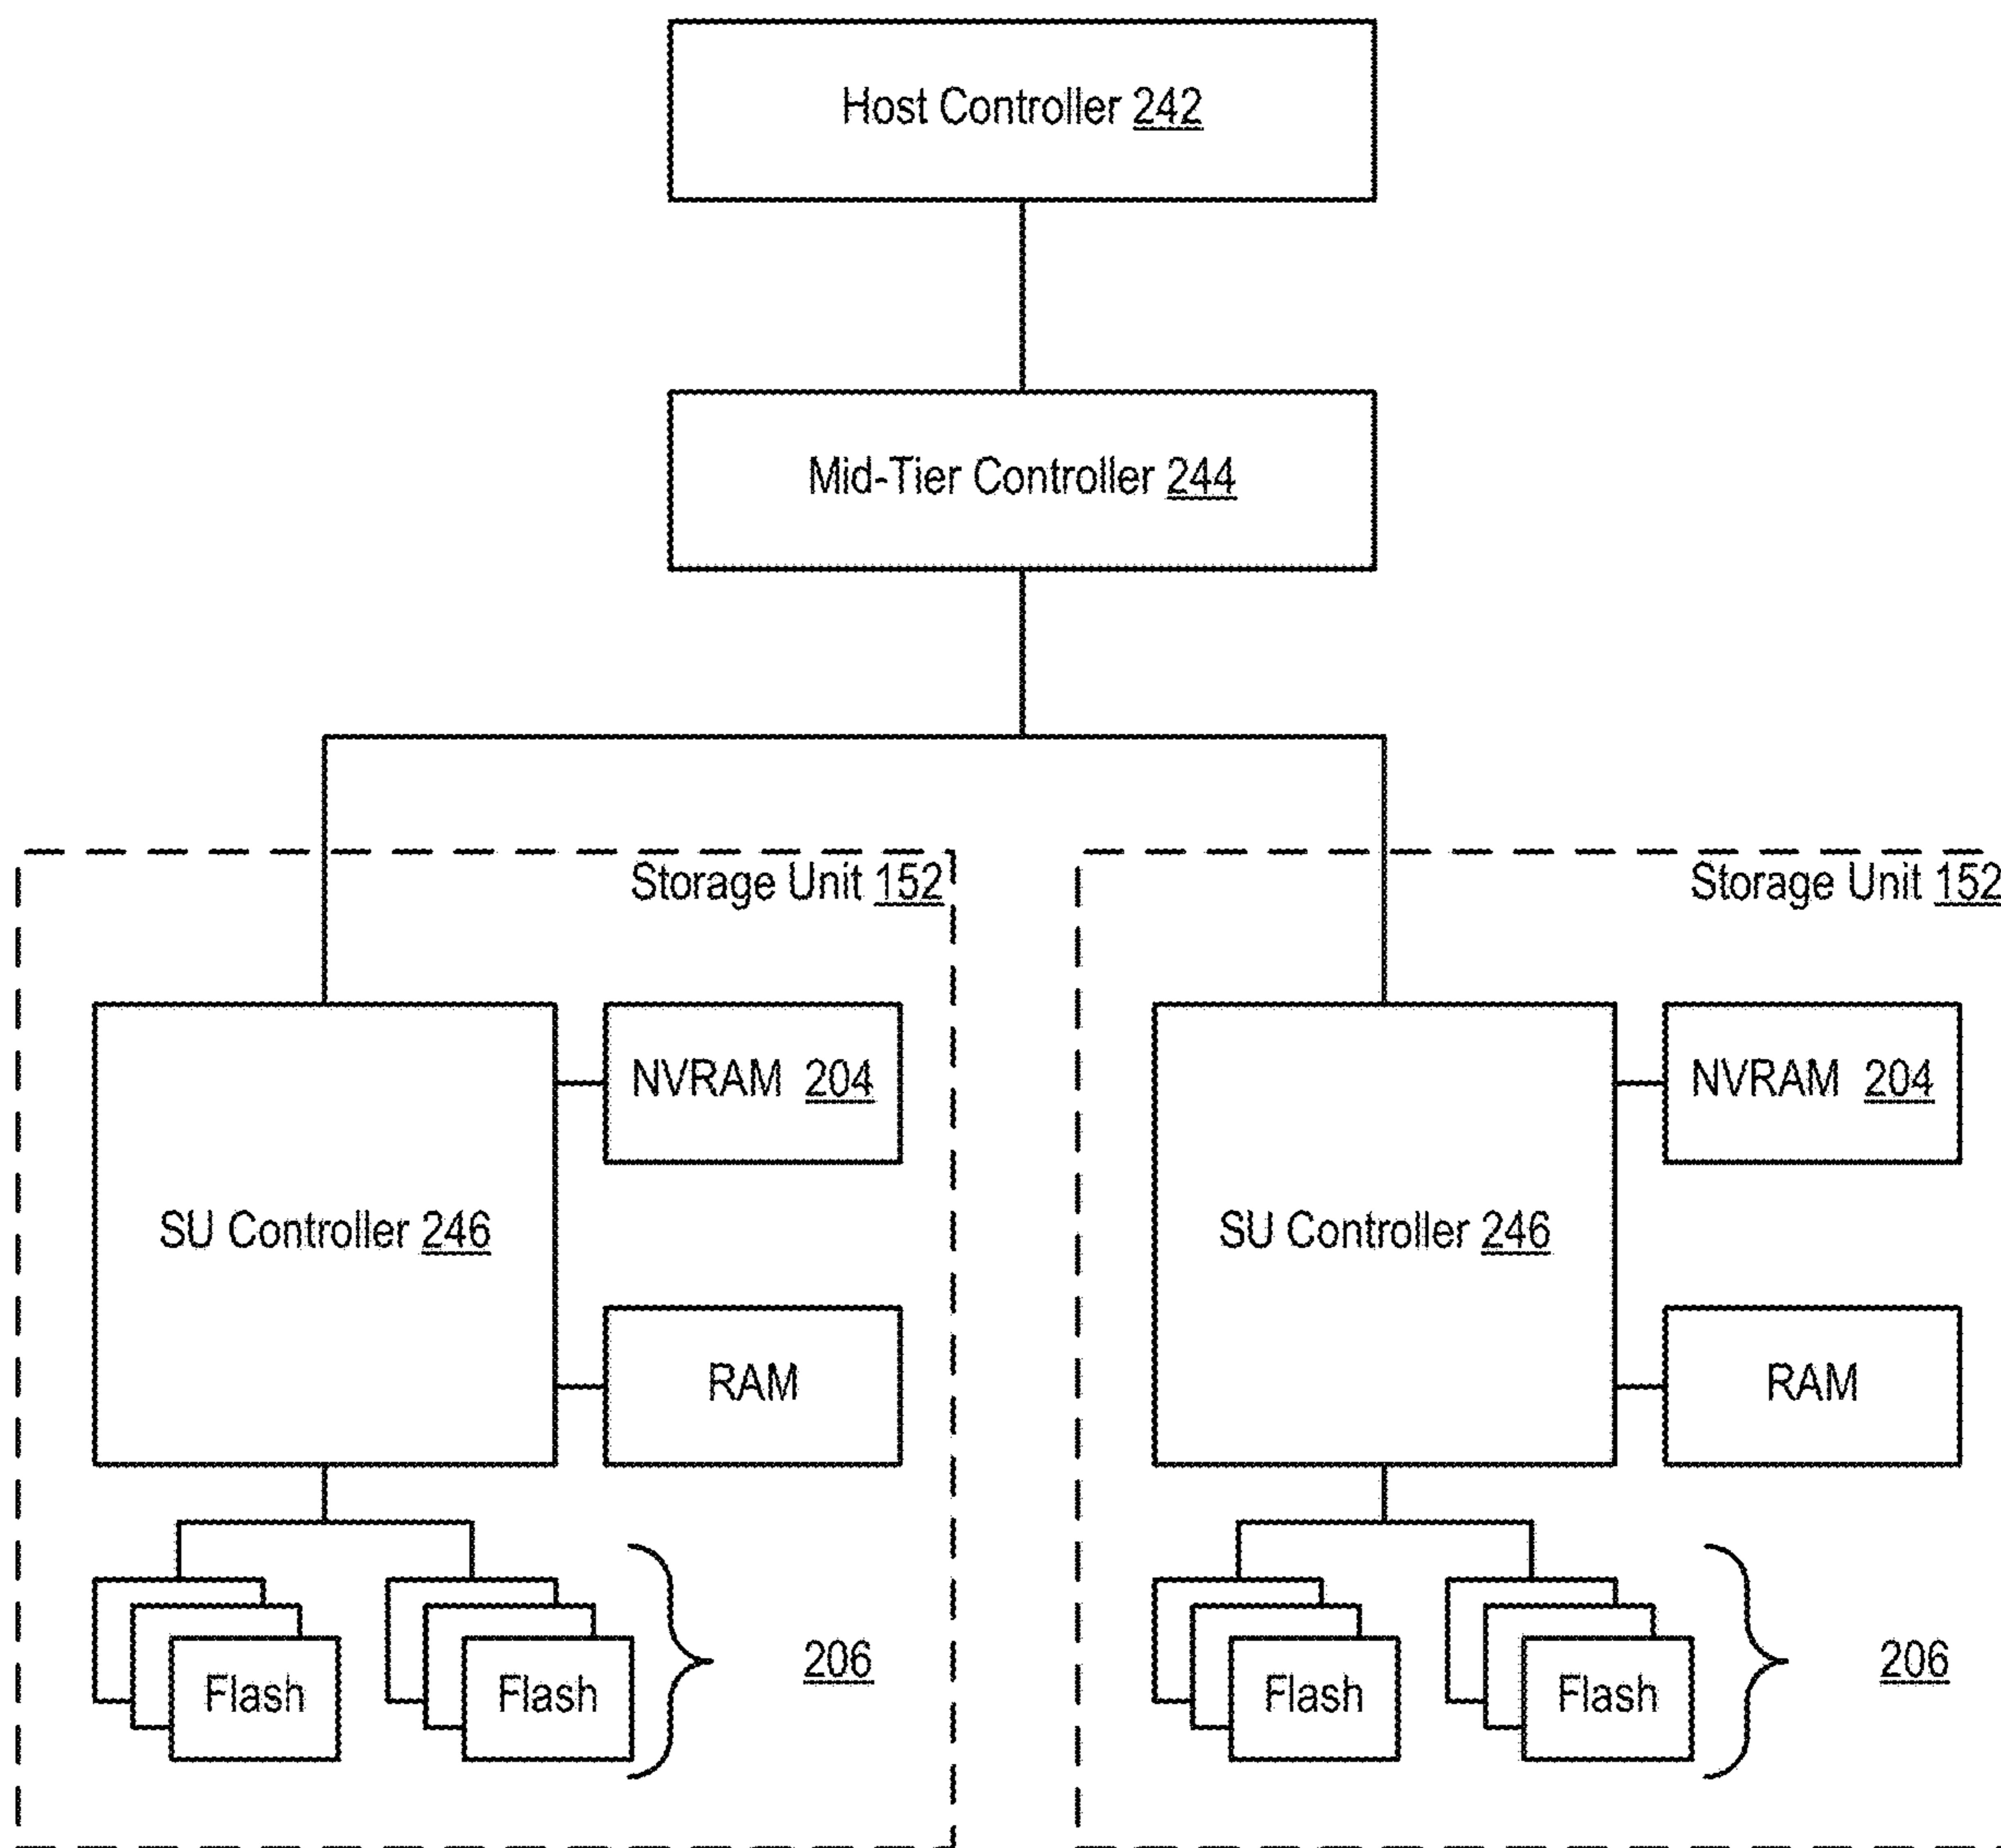 Host Controller 242
Mid-Tier Controller 244
Storage Unit 152
NVRAM 204
SU Controller 246
RAM
Flash
Flash
206
Storage Unit 152
NVRAM 204
SU Controller 246
RAM
Flash
Flash
206